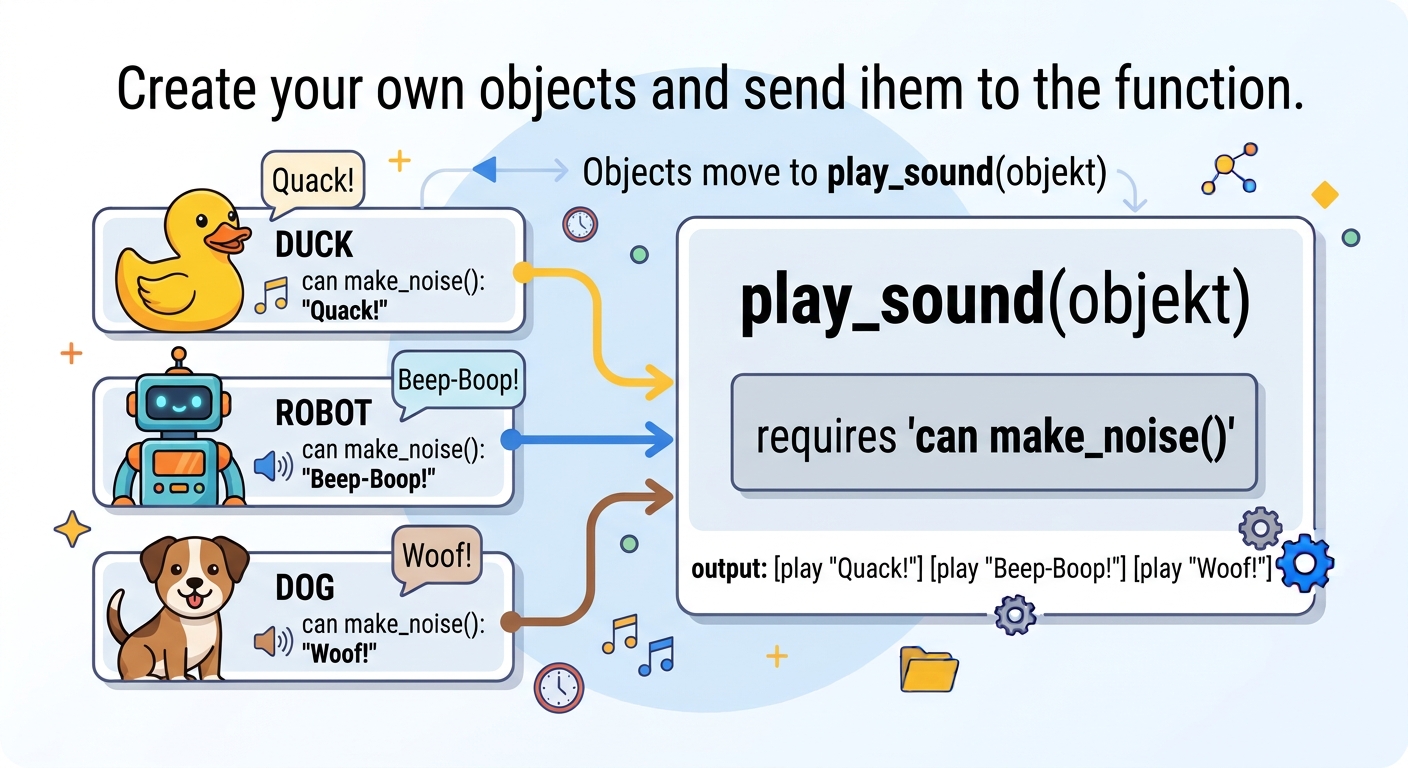 Create your own objects and send ihem to the function.
Objects move to play_sound(objekt)
Quack!
DUCK
can make_noise():
"Quack!"
Beep-Boop!
ROBOT
can make_noise():
"Beep-Boop!"
Woof!
DOG
can make_noise():
"Woof!"
play_sound(objekt)
requires 'can make_noise()'
output: [play "Quack!"] [play "Beep-Boop!"] [play "Woof!"]